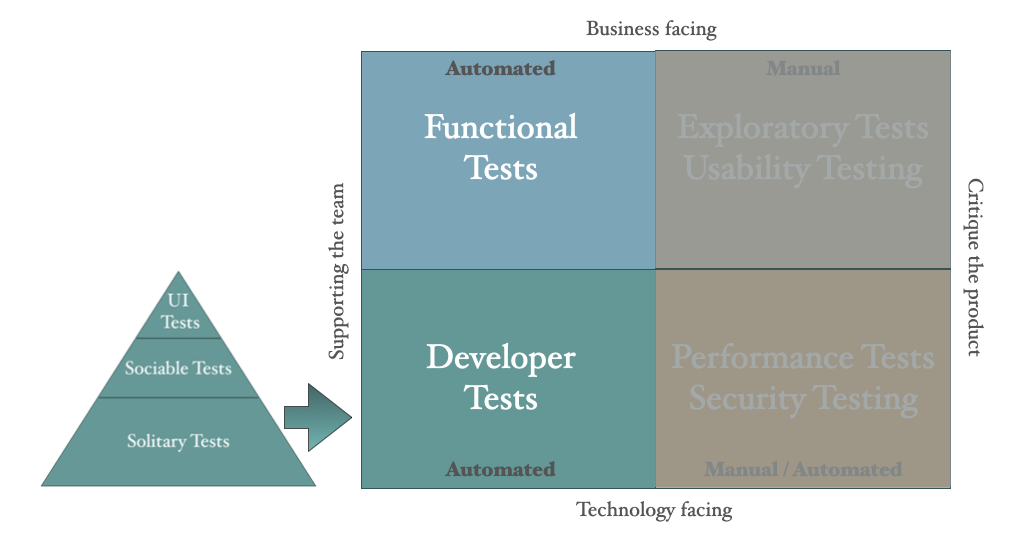 Business facing
Automated
Manual
Functional
Tests
Exploratory Tests
Usability Testing
Supporting the team
Critique the product
UI
Tests
Sociable Tests
Solitary Tests
Developer
Tests
Performance Tests
Security Testing
Automated
Manual / Automated
Technology facing